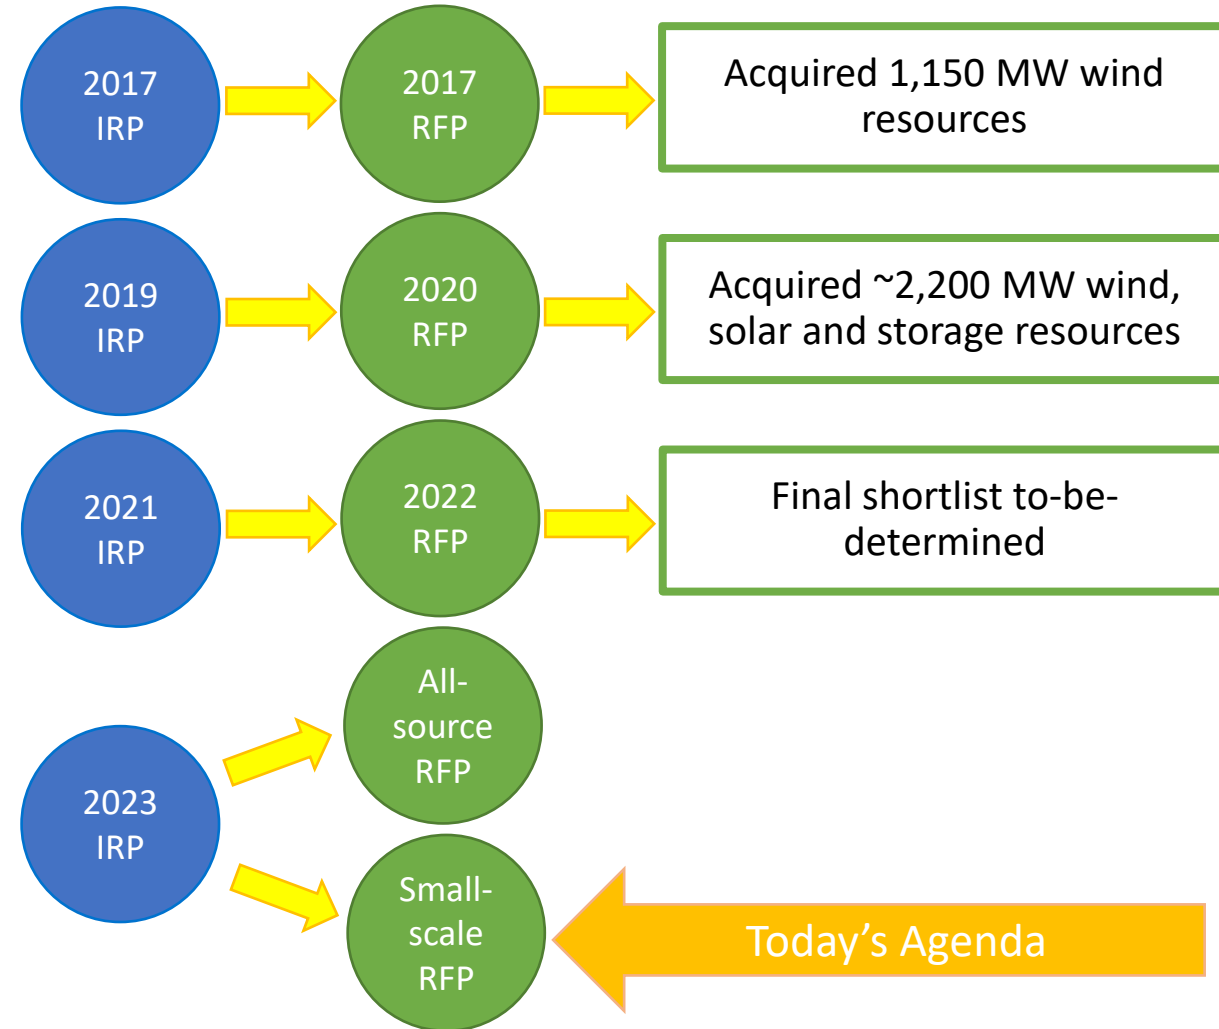 2017
IRP
2017
RFP
Acquired 1,150 MW wind
resources
2019
IRP
2020
RFP
Acquired ~2,200 MW wind,
solar and storage resources
2021
IRP
2022
RFP
Final shortlist to-be-
determined
2023
IRP
All-
source
RFP
Small-
scale
RFP
Today's Agenda